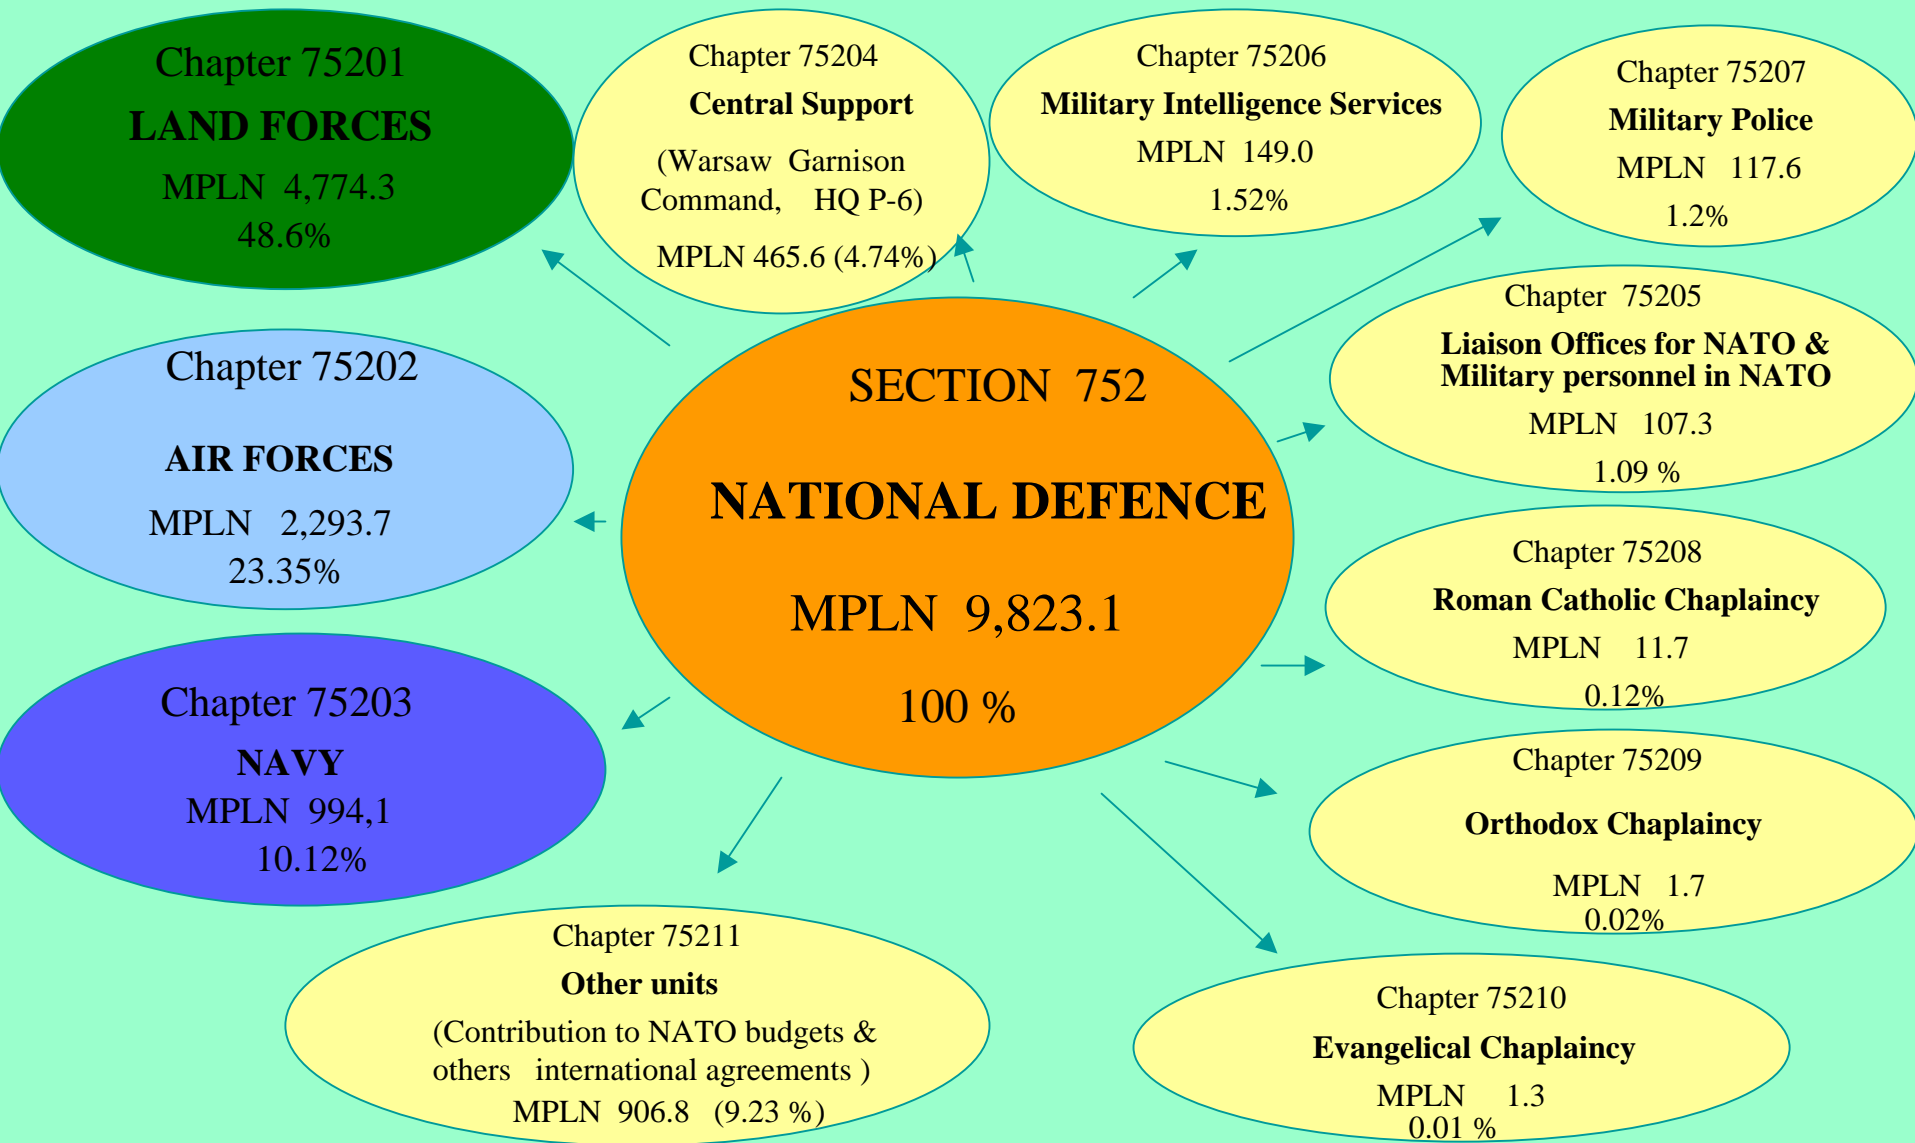 Chapter 75201
LAND FORCES
MPLN 4,774.3
48.6%
Chapter 75204
Central Support
(Warsaw Garnison
Command, HQ P-6)
MPLN 465.6 (4.74%)
Chapter 75206
Military Intelligence Services
MPLN 149.0
1.52%
Chapter 75207
Military Police
MPLN 117.6
1.2%
Chapter 75205
Liaison Offices for NATO &
Military personnel in NATO
MPLN 107.3
1.09 %
Chapter 75202
AIR FORCES
MPLN 2,293.7
23.35%
SECTION 752
NATIONAL DEFENCE
MPLN 9,823.1
100 %
Chapter 75208
Roman Catholic Chaplaincy
MPLN 11.7
0.12%
Chapter 75203
NAVY
MPLN 994,1
10.12%
Chapter 75209
Orthodox Chaplaincy
MPLN 1.7
0.02%
Chapter 75211
Other units
(Contribution to NATO budgets &
others international agreements )
MPLN 906.8 (9.23 %)
Chapter 75210
Evangelical Chaplaincy
MPLN 1.3
0.01 %